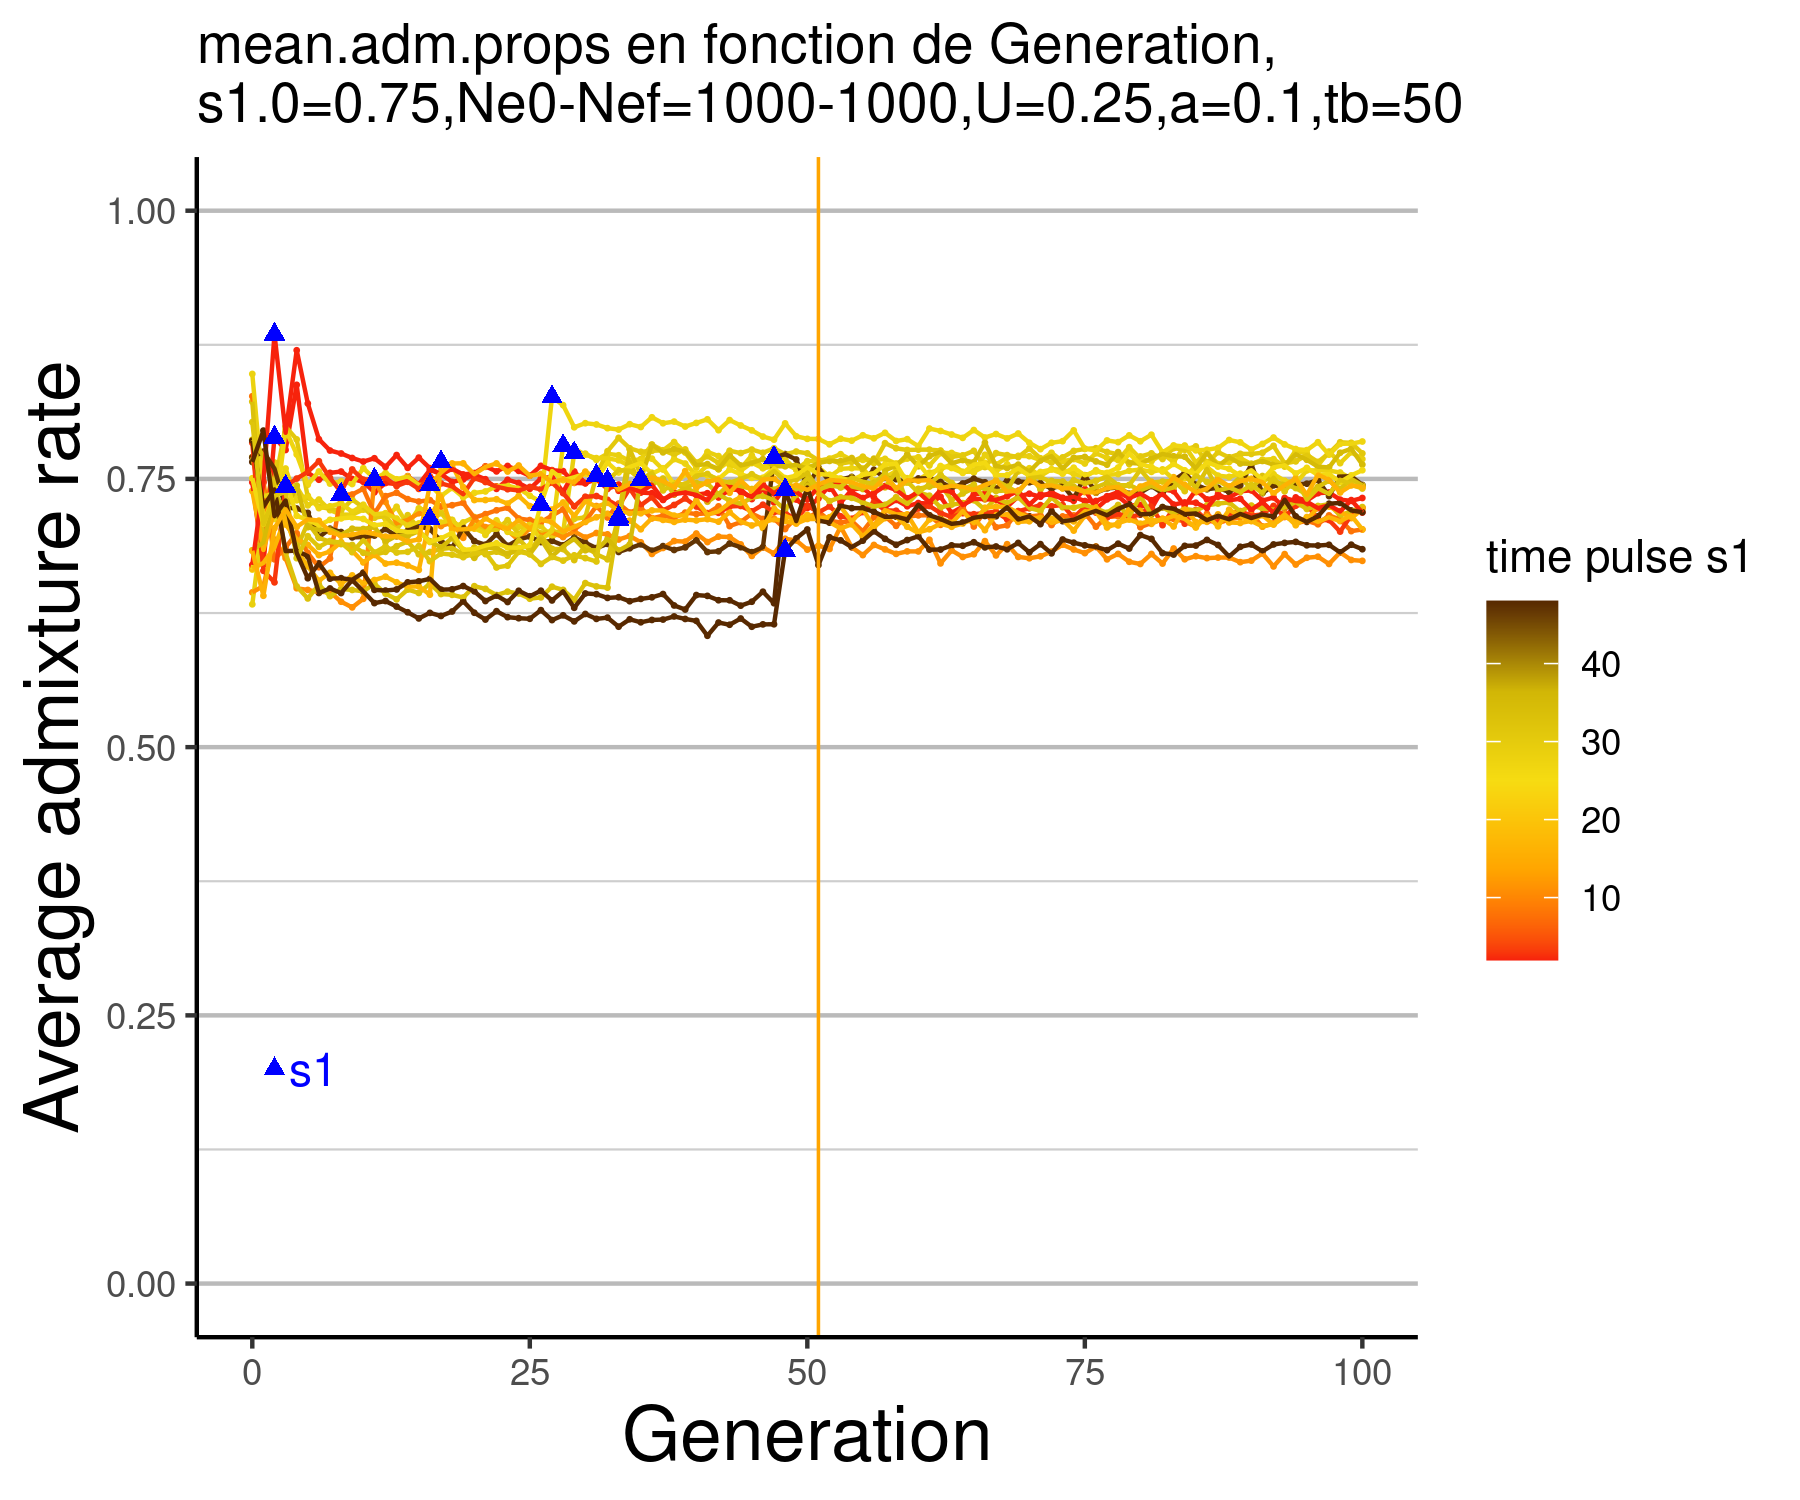 mean.adm.props en fonction de Generation,
s1.0=0.75,Ne0-Nef=1000-1000,U=0.25,a=0.1,tb=50
Average admixture rate
1.00
0.75
0.50
0.25
0.00
s1
0 25 50 75 100
Generation
time pulse s1
40
30
20
10